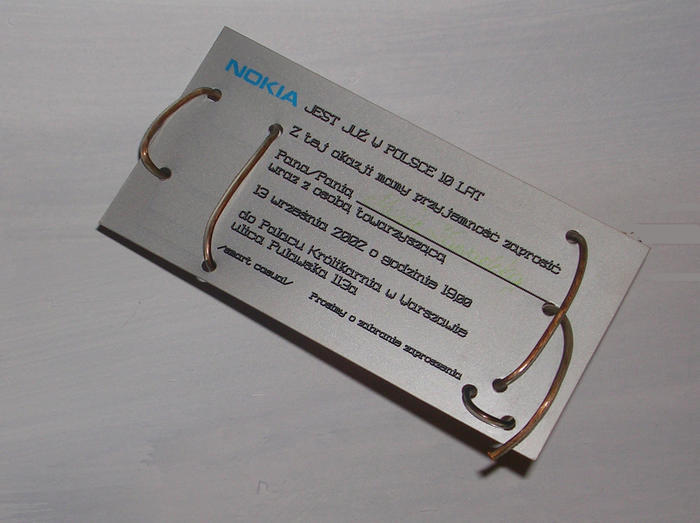 NOKIA JEST JUŻ W POLSCE 10 LAT
Z tej okazji mamy przyjemność zaprosić
Pana/Panią
wraz z osobą towarzyszącą
13 września 2002 o godzinie 19,00
do Pałacu Królikarnia w Warszawie
ulica Puławska 113a
/smart casual/
Prosimy o zabranie zaproszenia